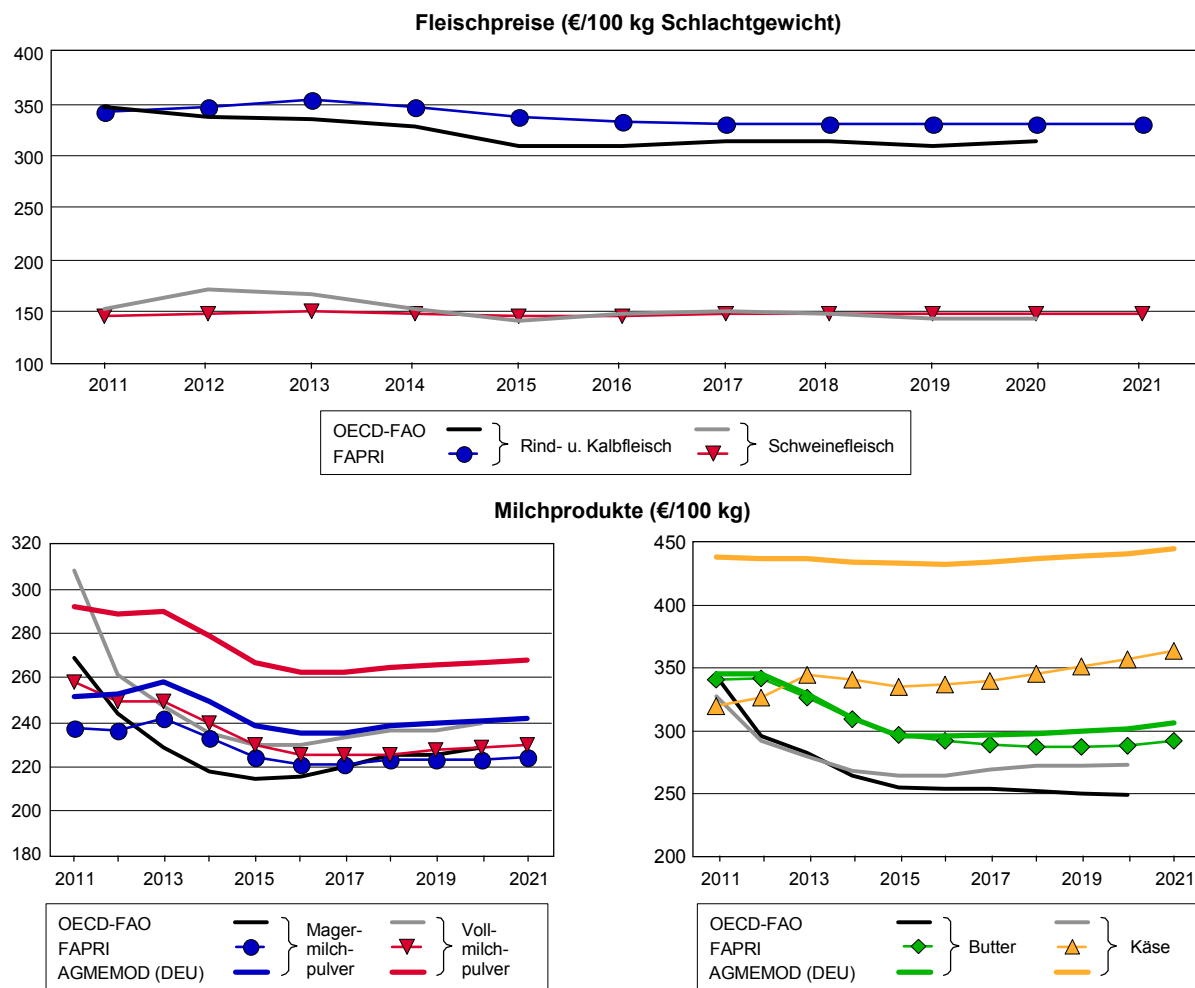 Fleischpreise (€/100 kg Schlachtgewicht)
400
350
300
250
200
150
100
2011 2012 2013 2014 2015 2016 2017 2018 2019 2020 2021
OECD-FAO
FAPRI
Rind- u. Kalbfleisch
Schweinefleisch
Milchprodukte (€/100 kg)
320
300
280
260
240
220
200
180
2011 2013 2015 2017 2019 2021
OECD-FAO
FAPRI
AGMEMOD (DEU)
Mager-
milch-
pulver
Voll-
milch-
pulver
450
400
350
300
250
200
2011 2013 2015 2017 2019 2021
OECD-FAO
FAPRI
AGMEMOD (DEU)
Butter
Käse